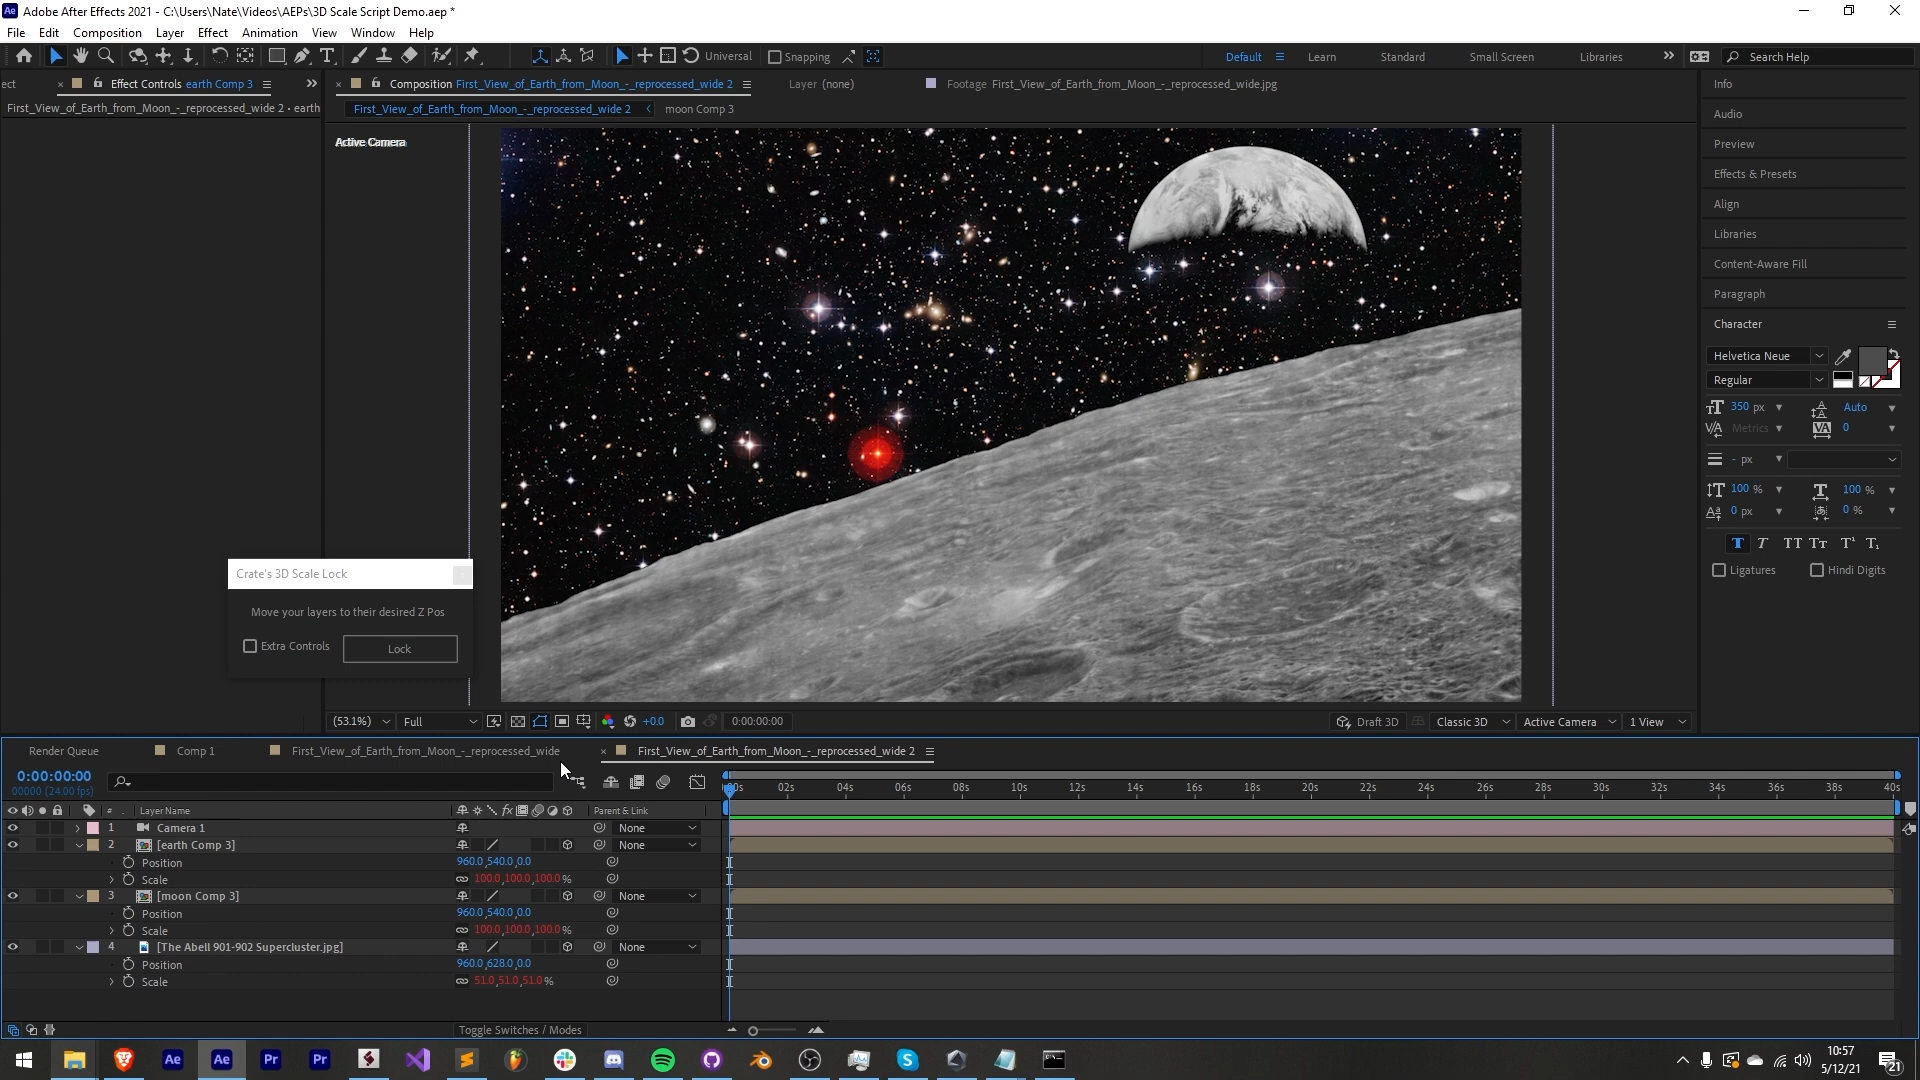 Adobe After Effects 2021 - C:\Users\Nate\Videos\AEPs\3D Scale Script Demo.aep *
File Edit Composition Layer Effect Animation View Window Help
Universal Snapping Default Learn Standard Small Screen Libraries Search Help
ect Effect Controls earth Comp 3 Composition First_View_of_Earth_from_Moon_-_reprocessed_wide 2 Layer (none) Footage First_View_of_Earth_from_Moon_-_reprocessed_wide.jpg
First_View_of_Earth_from_Moon_-_reprocessed_wide 2 • earth
First_View_of_Earth_from_Moon_-_reprocessed_wide 2 moon Comp 3
Active Camera
Info
Audio
Preview
Effects & Presets
Align
Libraries
Content-Aware Fill
Paragraph
Character
Helvetica Neue
Regular
350 px Auto
Metrics 0
- px
100 % 100 %
0 px 0 %
T T TT Tt T¹ T₁
Ligatures Hindi Digits
Crate's 3D Scale Lock
Move your layers to their desired Z Pos
Extra Controls Lock
(53.1%) Full +0.0 0:00:00:00 Draft 3D Classic 3D Active Camera 1 View
Render Queue Comp 1 First_View_of_Earth_from_Moon_-_reprocessed_wide First_View_of_Earth_from_Moon_-_reprocessed_wide 2
0:00:00:00
00000 (24.00 fps)
02s 04s 06s 08s 10s 12s 14s 16s 18s 20s 22s 24s 26s 28s 30s 32s 34s 36s 38s 40s
# Layer Name Parent & Link
1 Camera 1 None
2 [earth Comp 3] None
Position 960.0,540.0,0.0
Scale 100.0,100.0,100.0 %
3 [moon Comp 3] None
Position 960.0,540.0,0.0
Scale 100.0,100.0,100.0 %
4 [The Abell 901-902 Supercluster.jpg] None
Position 960.0,628.0,0.0
Scale 51.0,51.0,51.0 %
Toggle Switches / Modes
Ae Ae Pr Pr
10:57
5/12/21
21